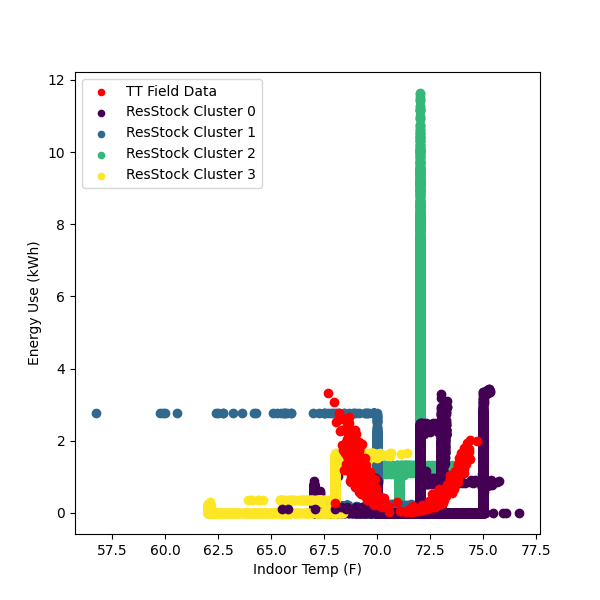 TT Field Data
ResStock Cluster 0
ResStock Cluster 1
ResStock Cluster 2
ResStock Cluster 3
12
10
8
6
4
2
0
Energy Use (kWh)
57.5 60.0 62.5 65.0 67.5 70.0 72.5 75.0 77.5
Indoor Temp (F)